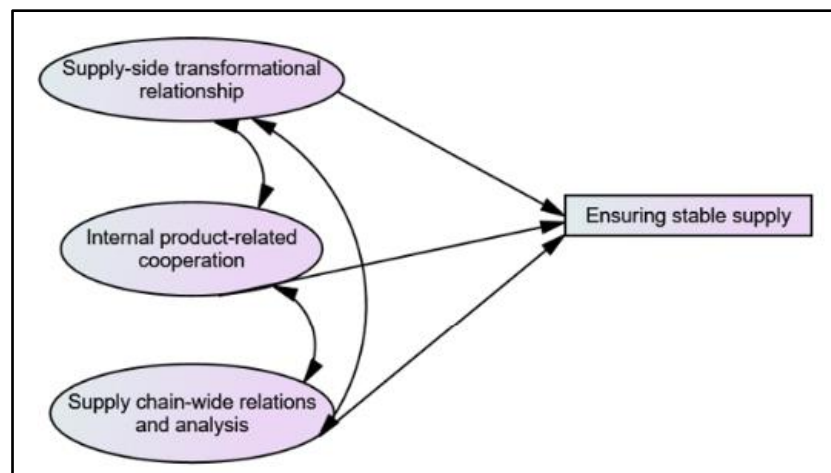 Supply-side transformational
relationship
Internal product-related
cooperation
Ensuring stable supply
Supply chain-wide relations
and analysis